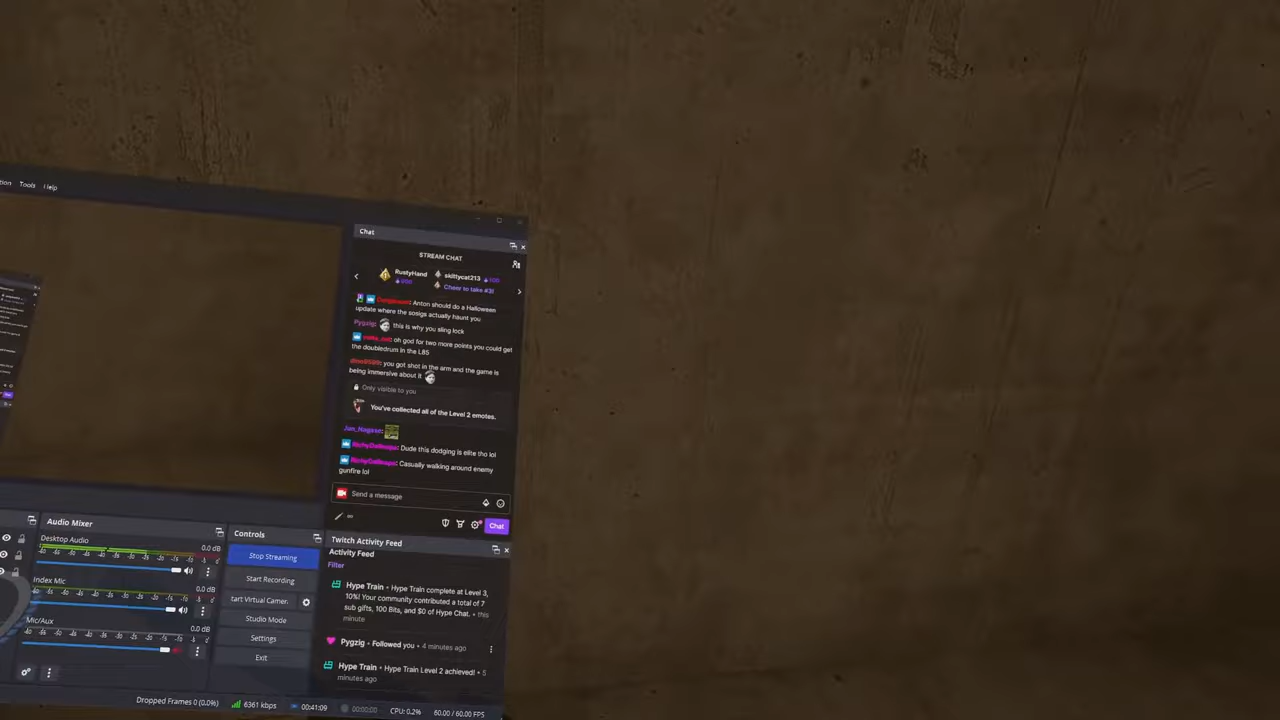 Tools Help
Chat
STREAM CHAT
RustyHand
skittycat213 100
Cheer to take #3!
Anton should do a Halloween
update where the sosigs actually haunt you
Pygzig: this is why you sling lock
oh god for two more points you could get
the doubledrum in the L85
you got shot in the arm and the game is
being immersive about it
Only visible to you
You've collected all of the Level 2 emotes.
Jun_Nagase:
Dude this dodging is elite tho lol
Casually walking around enemy
gunfire lol
Send a message
Chat
Audio Mixer
Desktop Audio 0.0 dB
Index Mic 0.0 dB
Mic/Aux 0.0 dB
Controls
Stop Streaming
Start Recording
tart Virtual Camer
Studio Mode
Settings
Exit
Twitch Activity Feed
Activity Feed
Filter
Hype Train • Hype Train complete at Level 3,
10%! Your community contributed a total of 7
sub gifts, 100 Bits, and $0 of Hype Chat. • this
minute
Pygzig • Followed you • 4 minutes ago
Hype Train • Hype Train Level 2 achieved! • 5
minutes ago
Dropped Frames 0 (0.0%) 6361 kbps 00:41:09 00:00:00 CPU: 0.2% 60.00 / 60.00 FPS